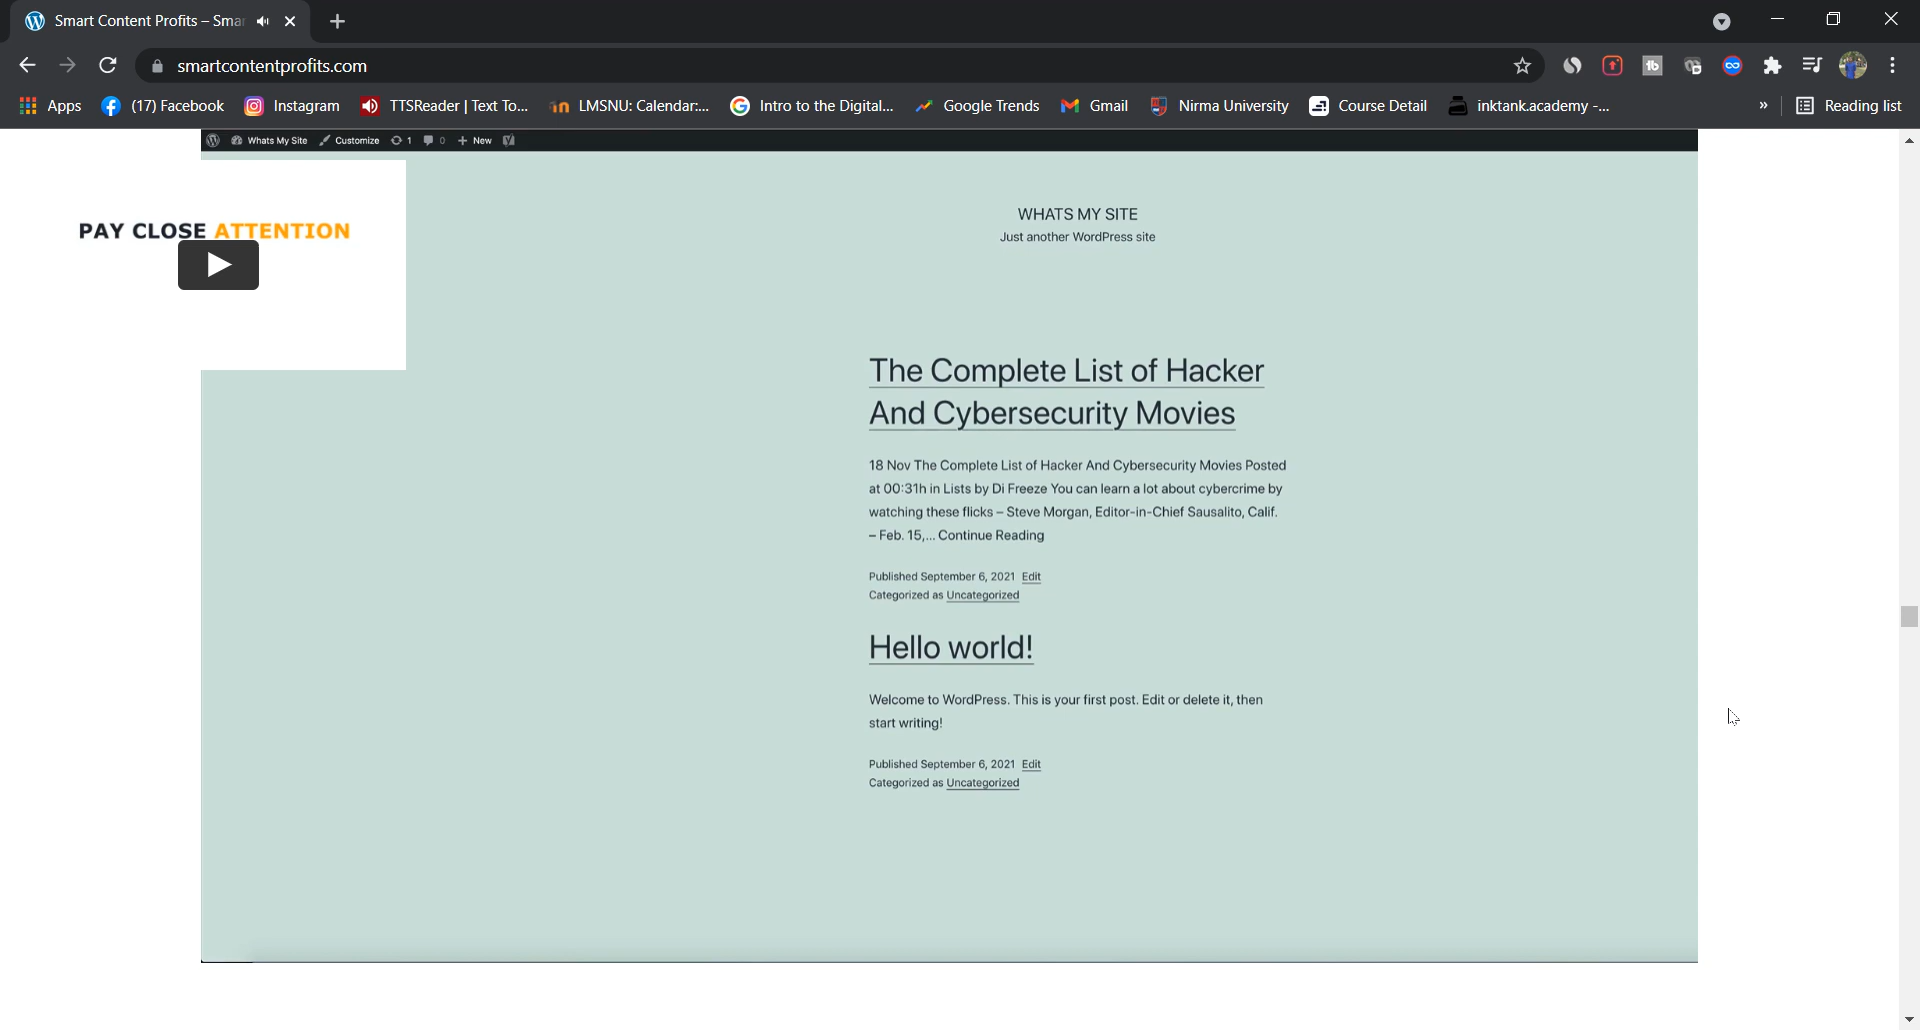 Smart Content Profits – Smar
smartcontentprofits.com
Apps
(17) Facebook
Instagram
TTSReader | Text To...
LMSNU: Calendar:...
Intro to the Digital...
Google Trends
Gmail
Nirma University
Course Detail
inktank.academy -...
»
Reading list
Whats My Site
Customize
1
0
New
PAY CLOSE ATTENTION
WHATS MY SITE
Just another WordPress site
The Complete List of Hacker
And Cybersecurity Movies
18 Nov The Complete List of Hacker And Cybersecurity Movies Posted
at 00:31h in Lists by Di Freeze You can learn a lot about cybercrime by
watching these flicks – Steve Morgan, Editor-in-Chief Sausalito, Calif.
– Feb. 15,... Continue Reading
Published September 6, 2021 Edit
Categorized as Uncategorized
Hello world!
Welcome to WordPress. This is your first post. Edit or delete it, then
start writing!
Published September 6, 2021 Edit
Categorized as Uncategorized